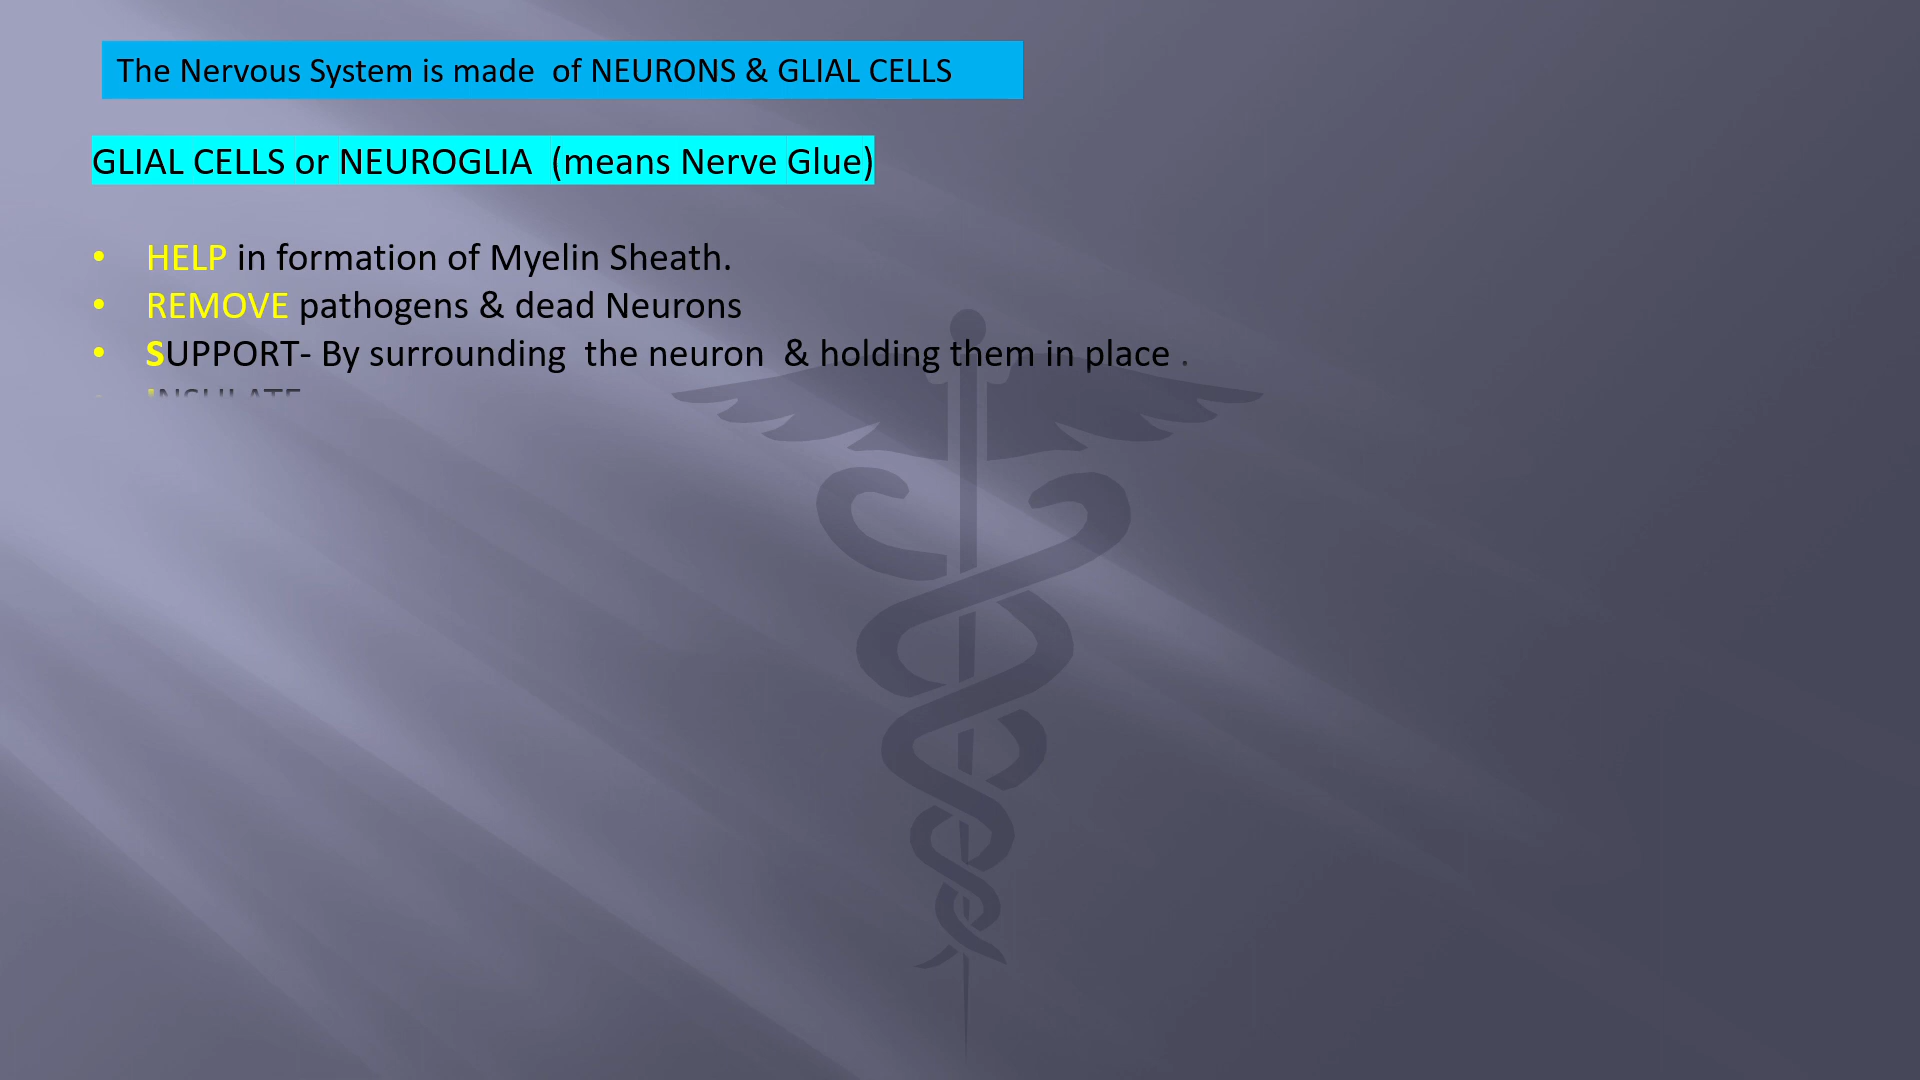 The Nervous System is made  of NEURONS & GLIAL CELLS
GLIAL CELLS or NEUROGLIA  (means Nerve Glue)
• HELP in formation of Myelin Sheath.
• REMOVE pathogens & dead Neurons
• SUPPORT- By surrounding  the neuron  & holding them in place .
• INSULATE